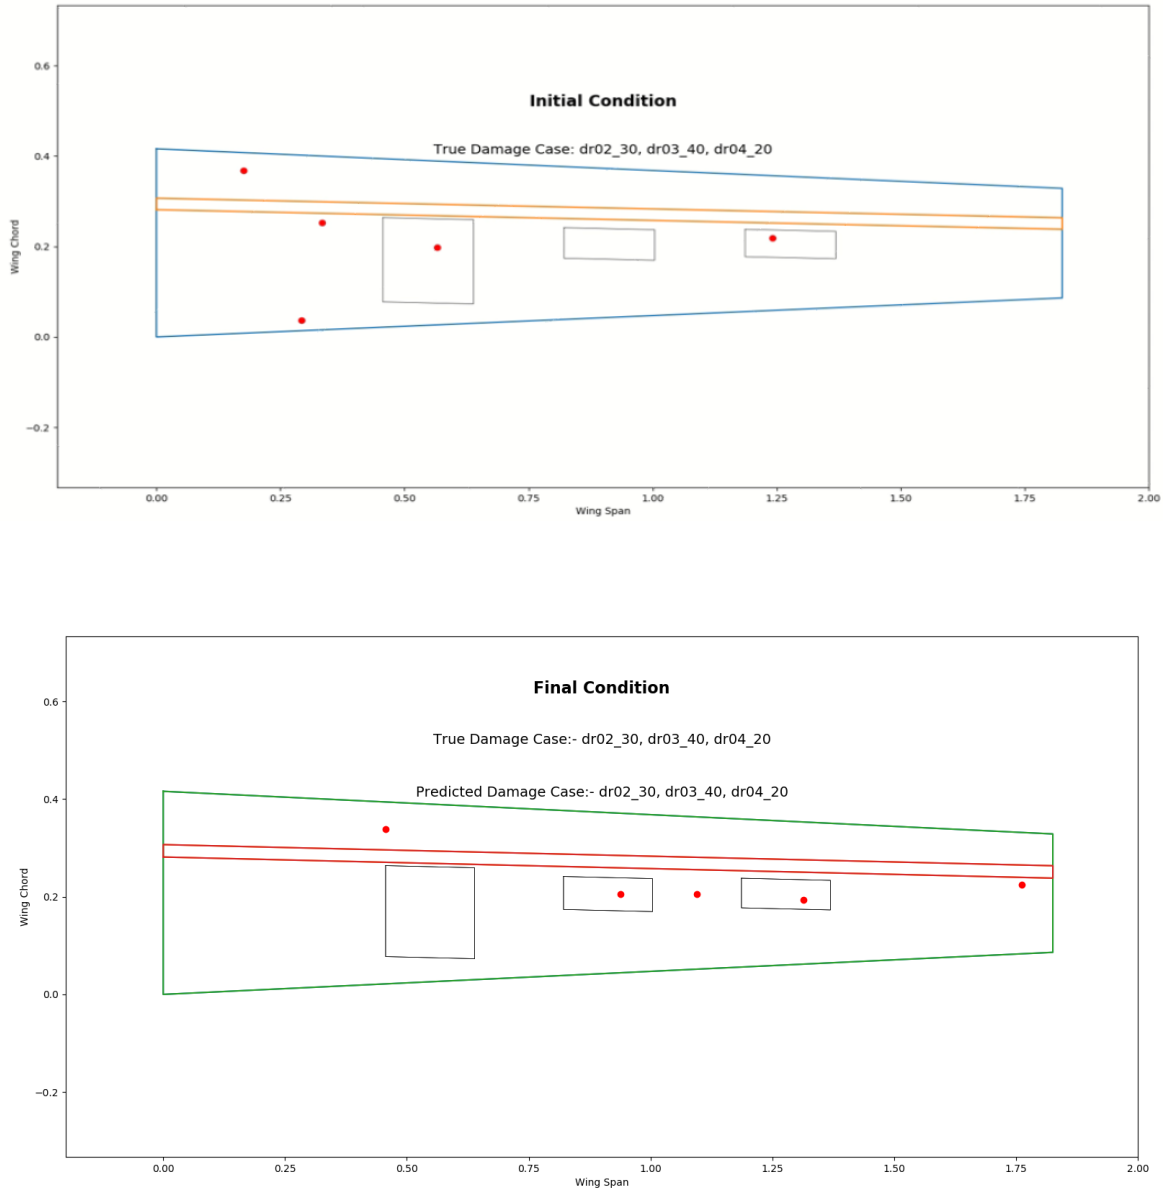 Initial Condition
True Damage Case: dr02_30, dr03_40, dr04_20
0.6
0.4
0.2
0.0
−0.2
Wing Chord
0.00 0.25 0.50 0.75 1.00 1.25 1.50 1.75 2.00
Wing Span
Final Condition
True Damage Case:- dr02_30, dr03_40, dr04_20
Predicted Damage Case:- dr02_30, dr03_40, dr04_20
0.6
0.4
0.2
0.0
−0.2
Wing Chord
0.00 0.25 0.50 0.75 1.00 1.25 1.50 1.75 2.00
Wing Span